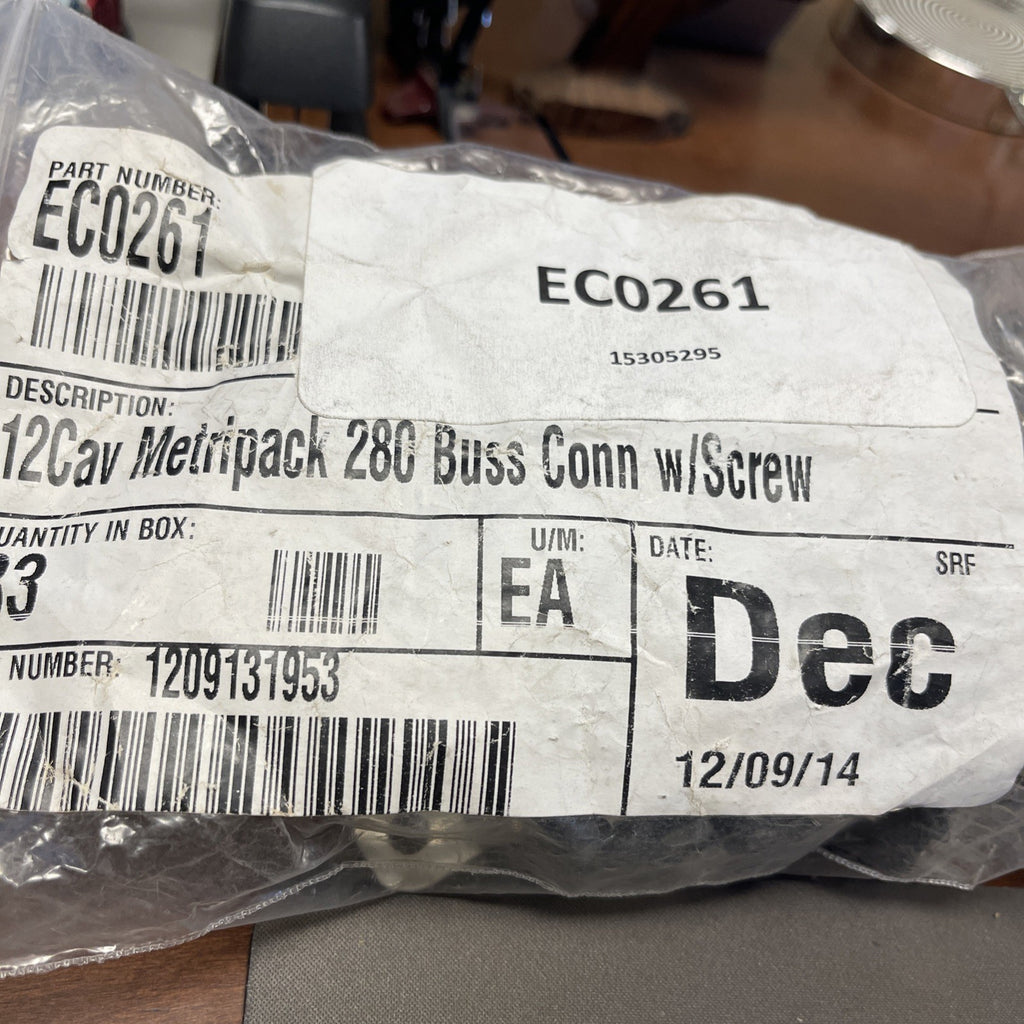 PART NUMBER:
EC0261
EC0261
15305295
DESCRIPTION:
12Cav Metripack 280 Buss Conn w/Screw
QUANTITY IN BOX:
U/M:
EA
DATE:
SRF
Dec
NUMBER: 1209131953
12/09/14